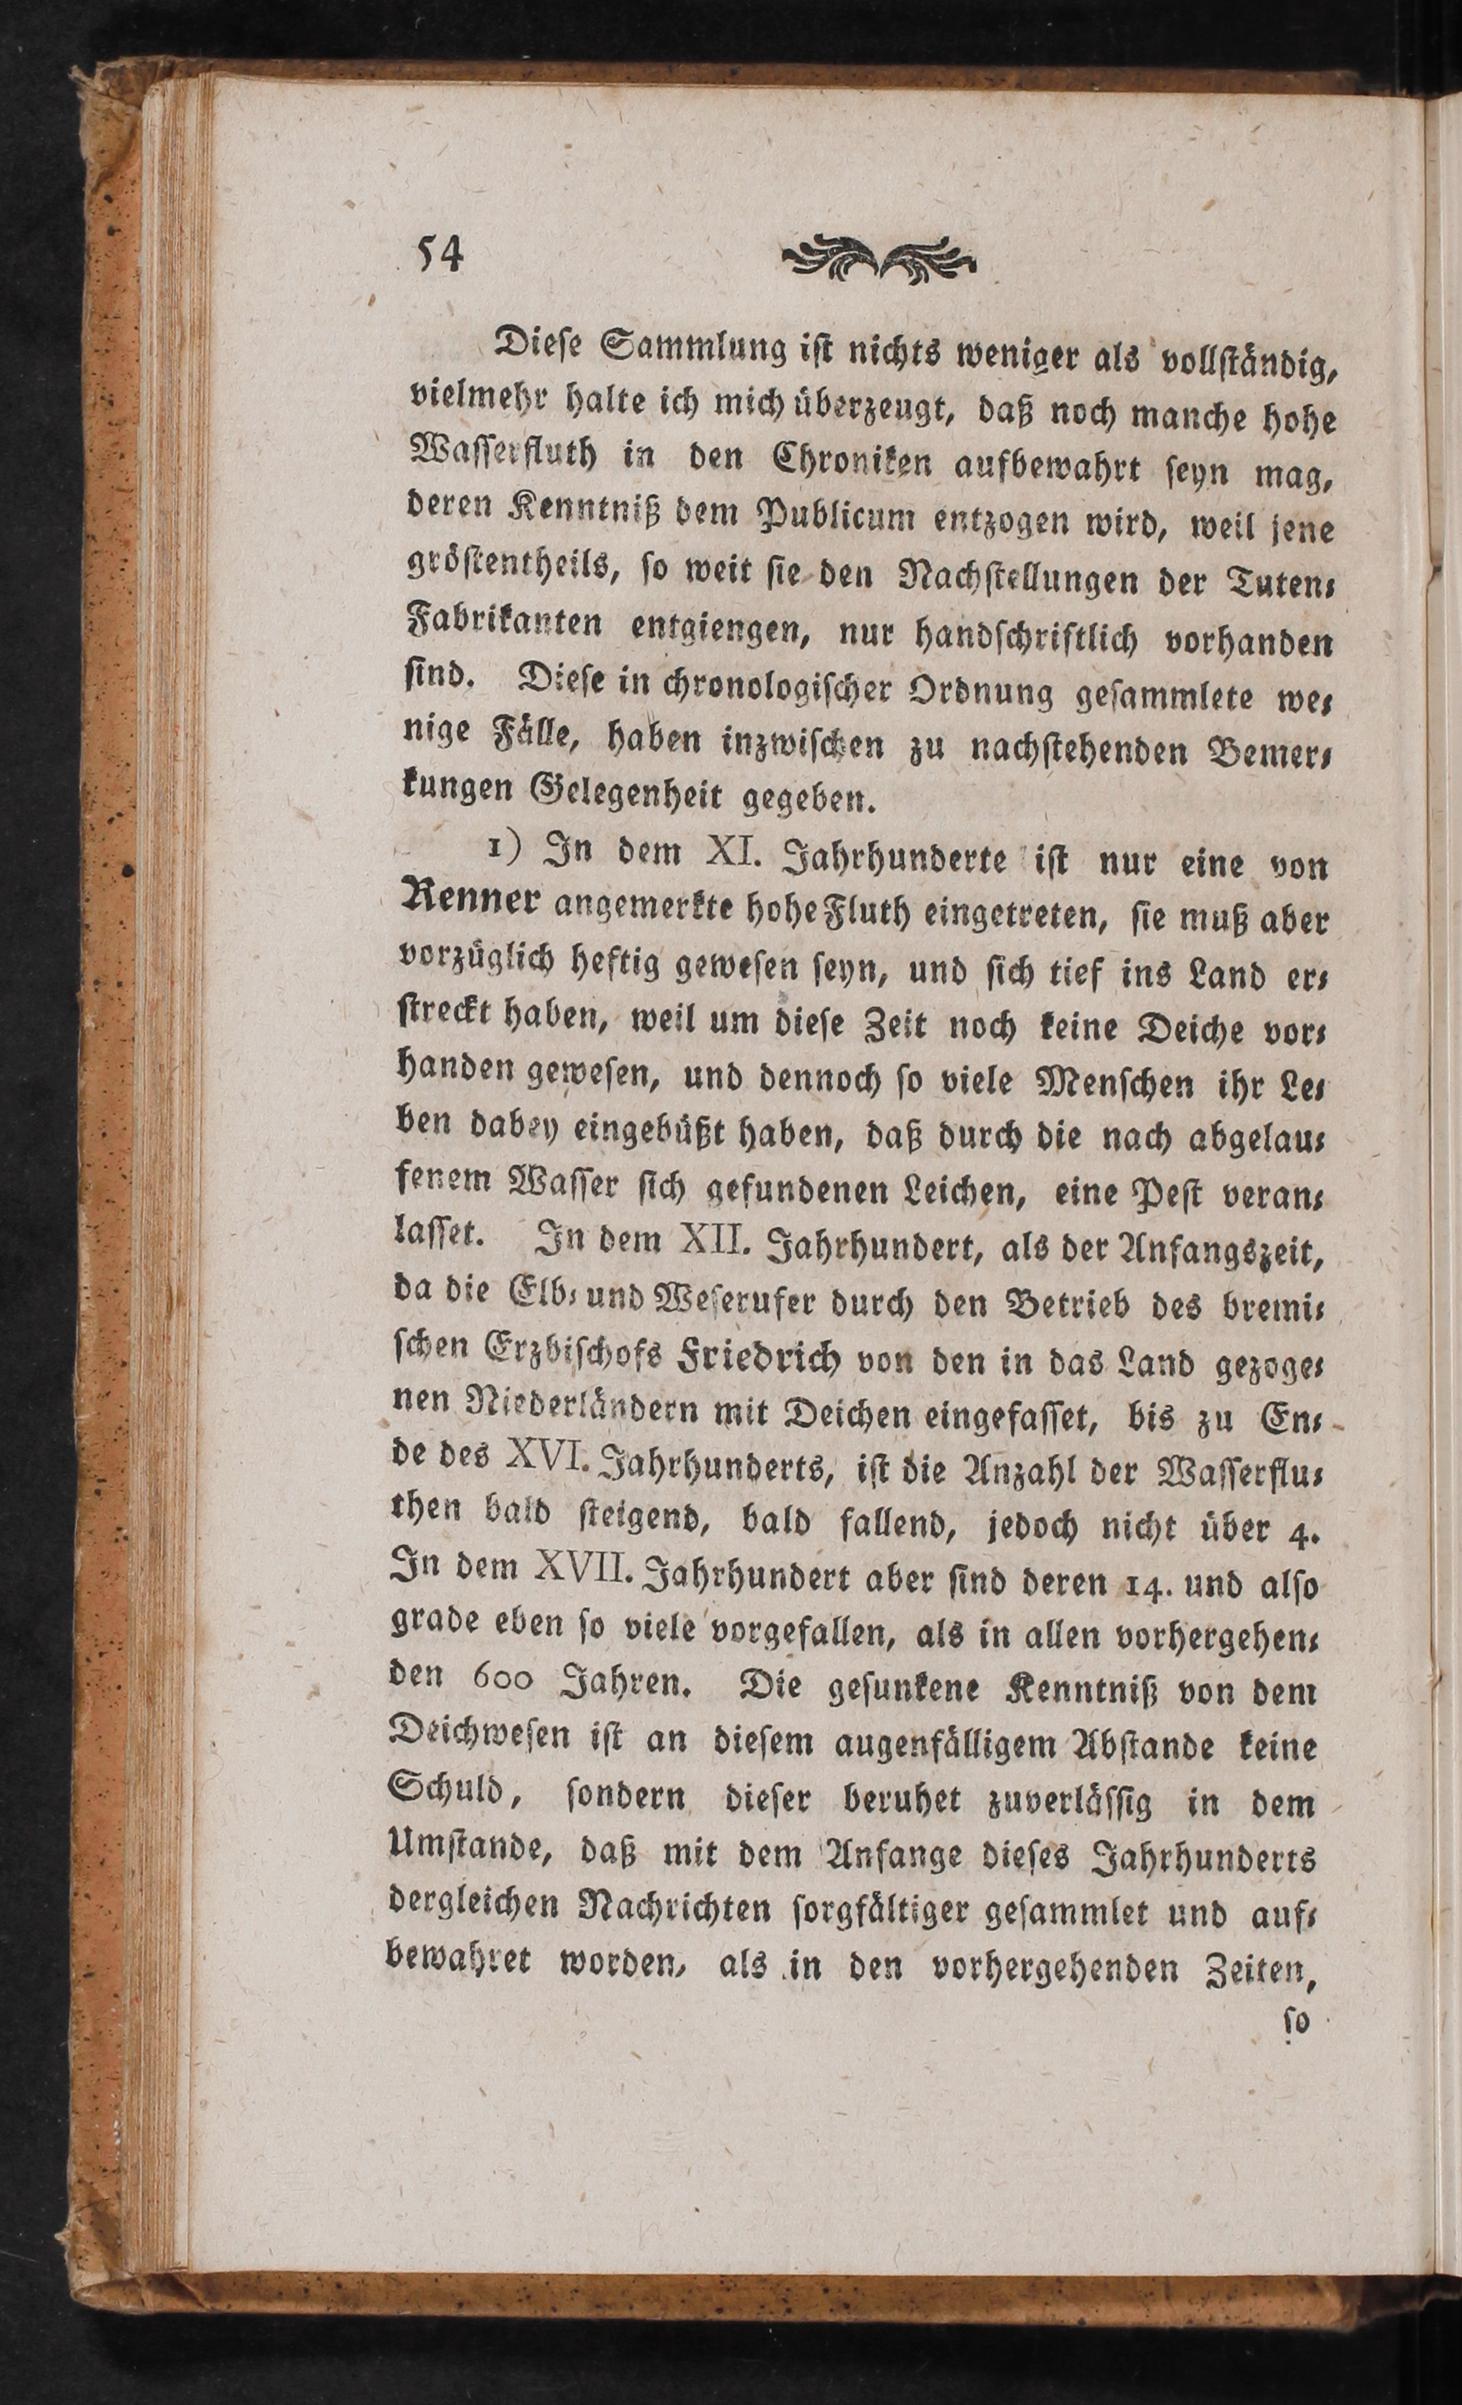 54
Dieſe Sammlung iſt nichts weniger als vollſtändig,
vielmehr halte ich mich überzeugt, daß noch manche hohe
Waſſerfluth in den Chroniken aufbewahrt ſeyn mag,
deren Kenntniß dem Publicum entzogen wird, weil jene
gröſtentheils, ſo weit ſie den Nachſtellungen der Tuten⸗
Fabrikanten entgiengen, nur handſchriftlich vorhanden
ſind. Dieſe in chronologiſcher Ordnung geſammlete we⸗
nige Fälle, haben inzwiſchen zu nachſtehenden Bemer⸗
kungen Gelegenheit gegeben.
1) In dem XI. Jahrhunderte iſt nur eine von
Renner angemerkte hohe Fluth eingetreten, ſie muß aber
vorzüglich heftig geweſen ſeyn, und ſich tief ins Land er⸗
ſtreckt haben, weil um dieſe Zeit noch keine Deiche vor⸗
handen geweſen, und dennoch ſo viele Menſchen ihr Le⸗
ben dabey eingebüßt haben, daß durch die nach abgelau⸗
fenem Waſſer ſich gefundenen Leichen, eine Peſt veran⸗
laſſet. In dem XII. Jahrhundert, als der Anfangszeit,
da die Elb⸗ und Weſerufer durch den Betrieb des bremi⸗
ſchen Erzbiſchofs Friedrich von den in das Land gezoge⸗
nen Niederländern mit Deichen eingefaſſet, bis zu En⸗
de des XVI. Jahrhunderts, iſt die Anzahl der Waſſerflu⸗
then bald ſteigend, bald fallend, jedoch nicht über 4.
In dem XVII. Jahrhundert aber ſind deren 14. und alſo
grade eben ſo viele vorgefallen, als in allen vorhergehen⸗
den 600 Jahren. Die geſunkene Kenntniß von dem
Deichweſen iſt an dieſem augenfälligem Abſtande keine
Schuld, ſondern dieſer beruhet zuverläſſig in dem
Umſtande, daß mit dem Anfange dieſes Jahrhunderts
dergleichen Nachrichten ſorgfältiger geſammlet und auf⸗
bewahret worden, als in den vorhergehenden Zeiten,
ſo